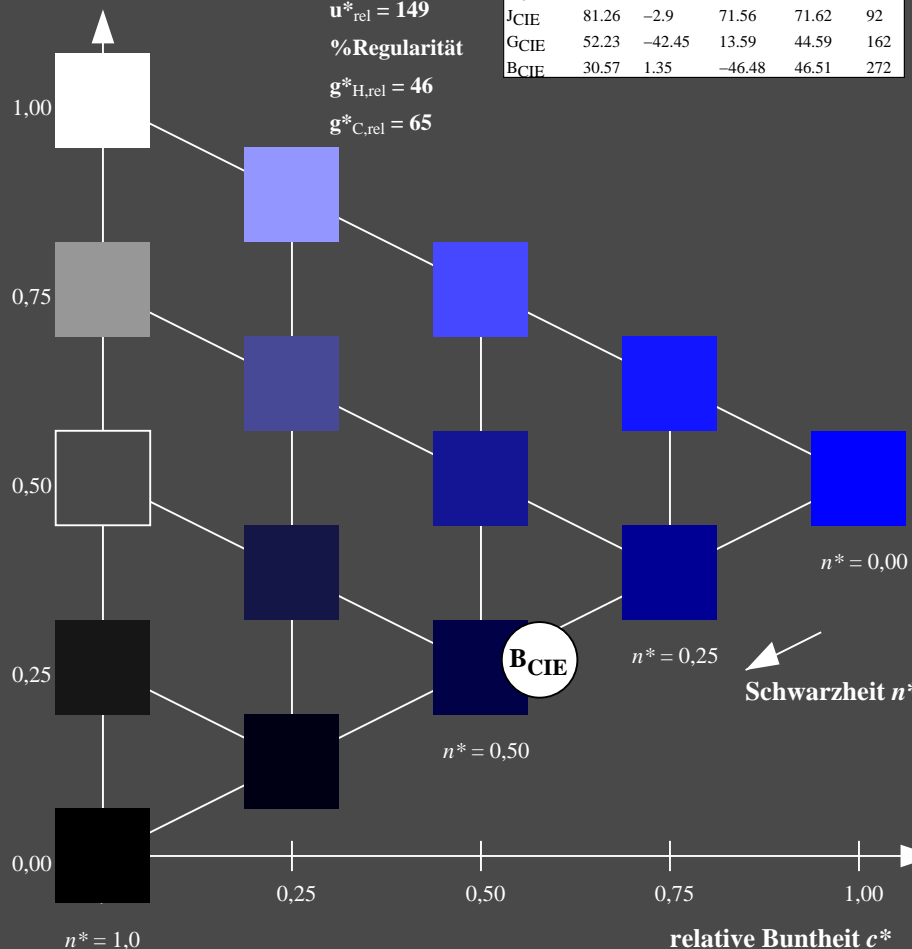 u*rel = 149
%Regularität
g*H,rel = 46
g*C,rel = 65
JCIE 81.26 −2.9 71.56 71.62 92
GCIE 52.23 −42.45 13.59 44.59 162
BCIE 30.57 1.35 −46.48 46.51 272
1,00
0,75
0,50
0,25
0,00
BCIE
n* = 0,00
n* = 0,25
Schwarzheit n*
n* = 0,50
0,25 0,50 0,75 1,00
n* = 1,0
relative Buntheit c*